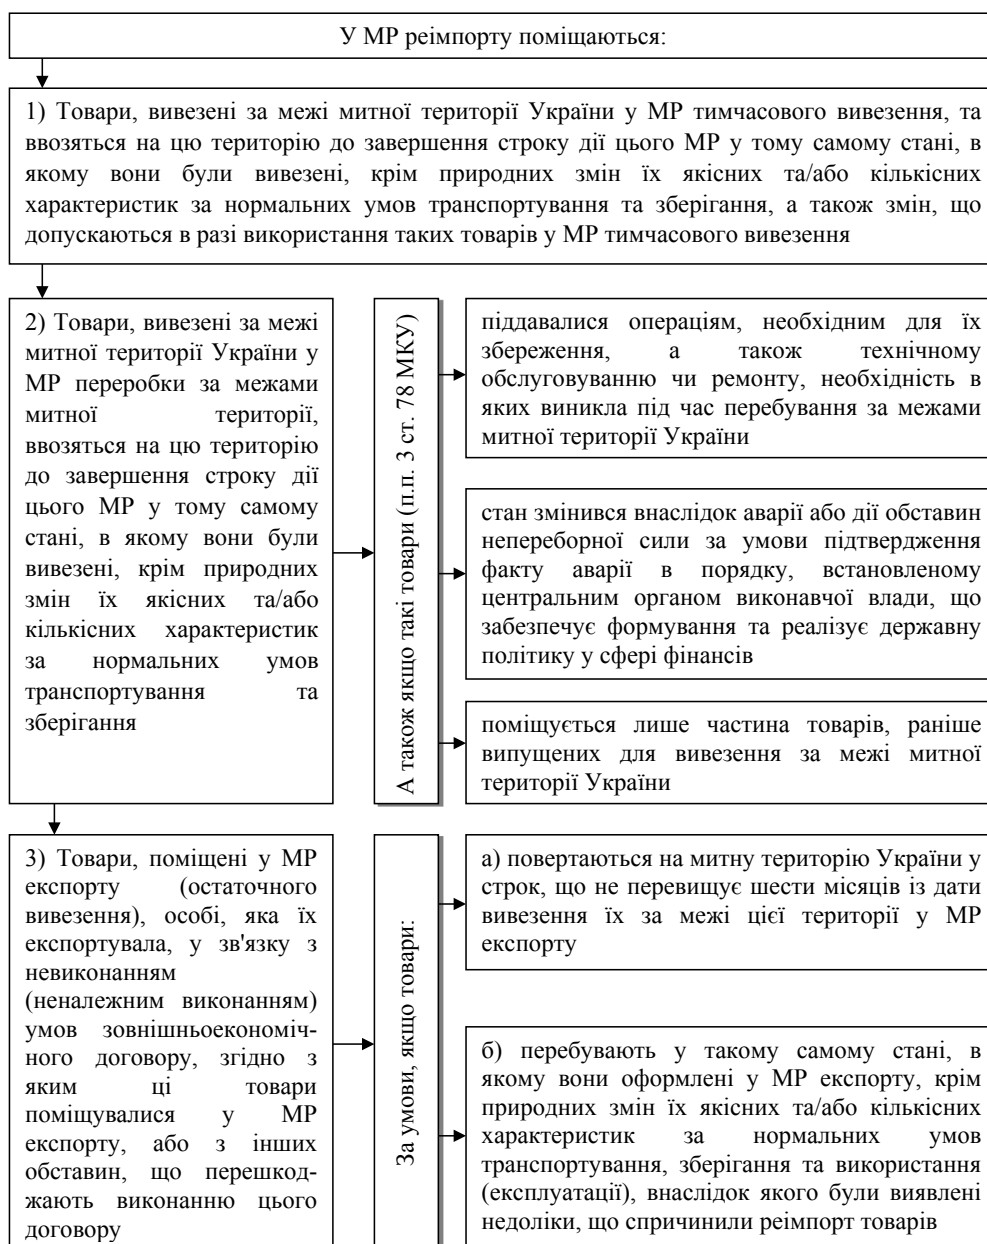 У МР реімпорту поміщаються:
1) Товари, вивезені за межі митної території України у МР тимчасового вивезення, та
ввозяться на цю територію до завершення строку дії цього МР у тому самому стані, в
якому вони були вивезені, крім природних змін їх якісних та/або кількісних
характеристик за нормальних умов транспортування та зберігання, а також змін, що
допускаються в разі використання таких товарів у МР тимчасового вивезення
2) Товари, вивезені за межі
митної території України у
МР переробки за межами
митної території,
ввозяться на цю територію
до завершення строку дії
цього МР у тому самому
стані, в якому вони були
вивезені, крім природних
змін їх якісних та/або
кількісних характеристик
за нормальних умов
транспортування та
зберігання
А також якщо такі товари (п.п. 3 ст. 78 МКУ)
піддавалися операціям, необхідним для їх
збереження, а також технічному
обслуговуванню чи ремонту, необхідність в
яких виникла під час перебування за межами
митної території України
стан змінився внаслідок аварії або дії обставин
непереборної сили за умови підтвердження
факту аварії в порядку, встановленому
центральним органом виконавчої влади, що
забезпечує формування та реалізує державну
політику у сфері фінансів
поміщується лише частина товарів, раніше
випущених для вивезення за межі митної
території України
3) Товари, поміщені у МР
експорту (остаточного
вивезення), особі, яка їх
експортувала, у зв'язку з
невиконанням
(неналежним виконанням)
умов зовнішньоекономіч-
ного договору, згідно з
яким ці товари
поміщувалися у МР
експорту, або з інших
обставин, що перешкод-
жають виконанню цього
договору
За умови, якщо товари:
а) повертаються на митну територію України у
строк, що не перевищує шести місяців із дати
вивезення їх за межі цієї території у МР
експорту
б) перебувають у такому самому стані, в
якому вони оформлені у МР експорту, крім
природних змін їх якісних та/або кількісних
характеристик за нормальних умов
транспортування, зберігання та використання
(експлуатації), внаслідок якого були виявлені
недоліки, що спричинили реімпорт товарів